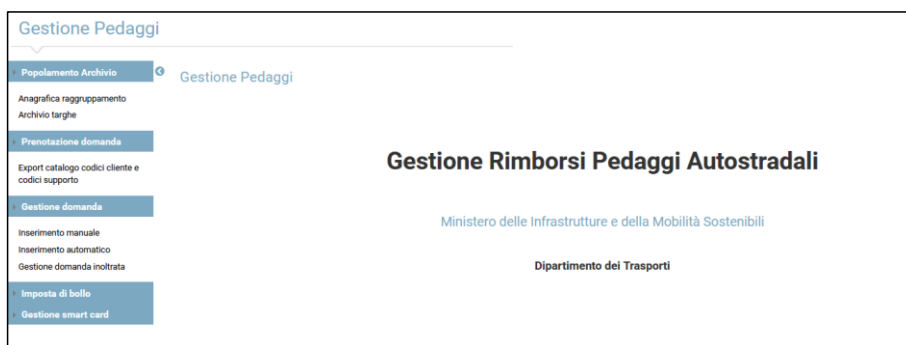 Gestione Pedaggi
Popolamento Archivio
Anagrafica raggruppamento
Archivio targhe
Prenotazione domanda
Export catalogo codici cliente e
codici supporto
Gestione domanda
Inserimento manuale
Inserimento automatico
Gestione domanda inoltrata
Imposta di bollo
Gestione smart card
Gestione Pedaggi
Gestione Rimborsi Pedaggi Autostradali
Ministero delle Infrastrutture e della Mobilità Sostenibili
Dipartimento dei Trasporti